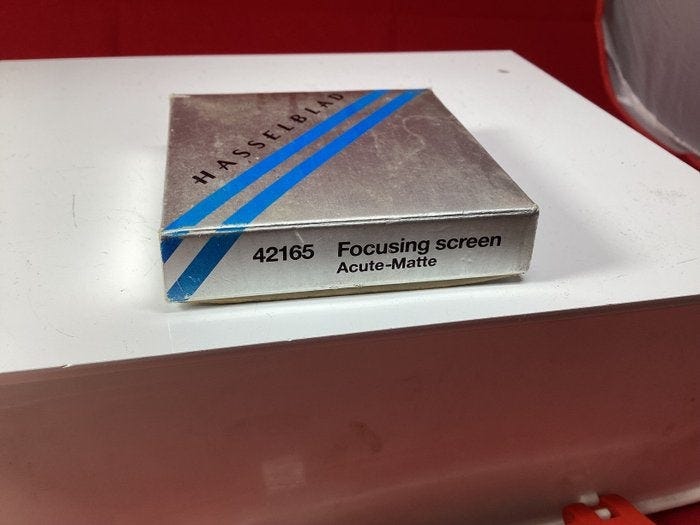 HASSELBLAD
42165 Focusing screen
Acute-Matte